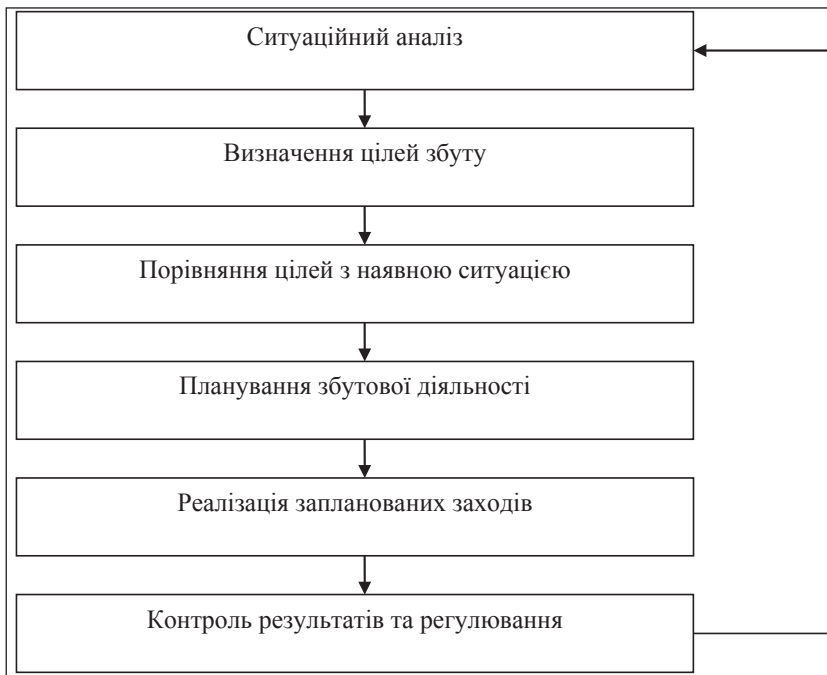 Ситуаційний аналіз
Визначення цілей збуту
Порівняння цілей з наявною ситуацією
Планування збутової діяльності
Реалізація запланованих заходів
Контроль результатів та регулювання